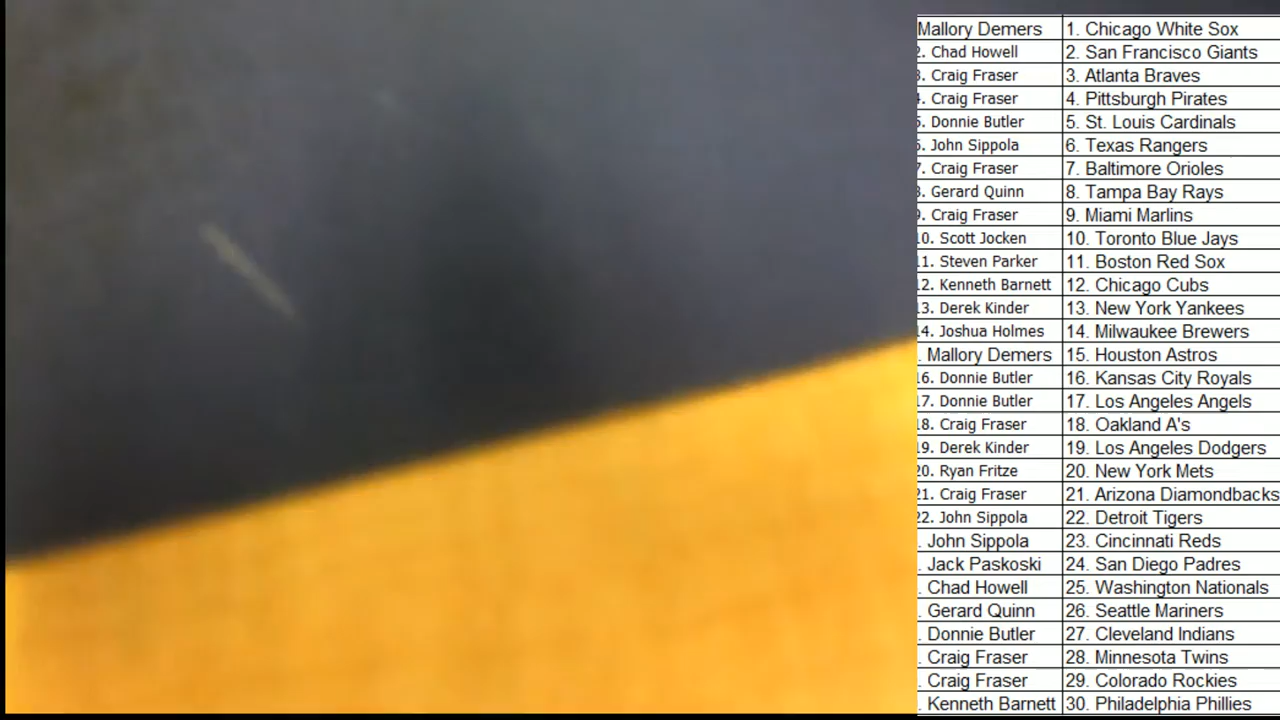 Mallory Demers 1. Chicago White Sox
2. Chad Howell 2. San Francisco Giants
3. Craig Fraser 3. Atlanta Braves
4. Craig Fraser 4. Pittsburgh Pirates
5. Donnie Butler 5. St. Louis Cardinals
6. John Sippola 6. Texas Rangers
7. Craig Fraser 7. Baltimore Orioles
8. Gerard Quinn 8. Tampa Bay Rays
9. Craig Fraser 9. Miami Marlins
10. Scott Jocken 10. Toronto Blue Jays
11. Steven Parker 11. Boston Red Sox
12. Kenneth Barnett 12. Chicago Cubs
13. Derek Kinder 13. New York Yankees
14. Joshua Holmes 14. Milwaukee Brewers
. Mallory Demers 15. Houston Astros
16. Donnie Butler 16. Kansas City Royals
17. Donnie Butler 17. Los Angeles Angels
18. Craig Fraser 18. Oakland A's
19. Derek Kinder 19. Los Angeles Dodgers
20. Ryan Fritze 20. New York Mets
21. Craig Fraser 21. Arizona Diamondbacks
22. John Sippola 22. Detroit Tigers
. John Sippola 23. Cincinnati Reds
. Jack Paskoski 24. San Diego Padres
. Chad Howell 25. Washington Nationals
. Gerard Quinn 26. Seattle Mariners
. Donnie Butler 27. Cleveland Indians
. Craig Fraser 28. Minnesota Twins
. Craig Fraser 29. Colorado Rockies
. Kenneth Barnett 30. Philadelphia Phillies